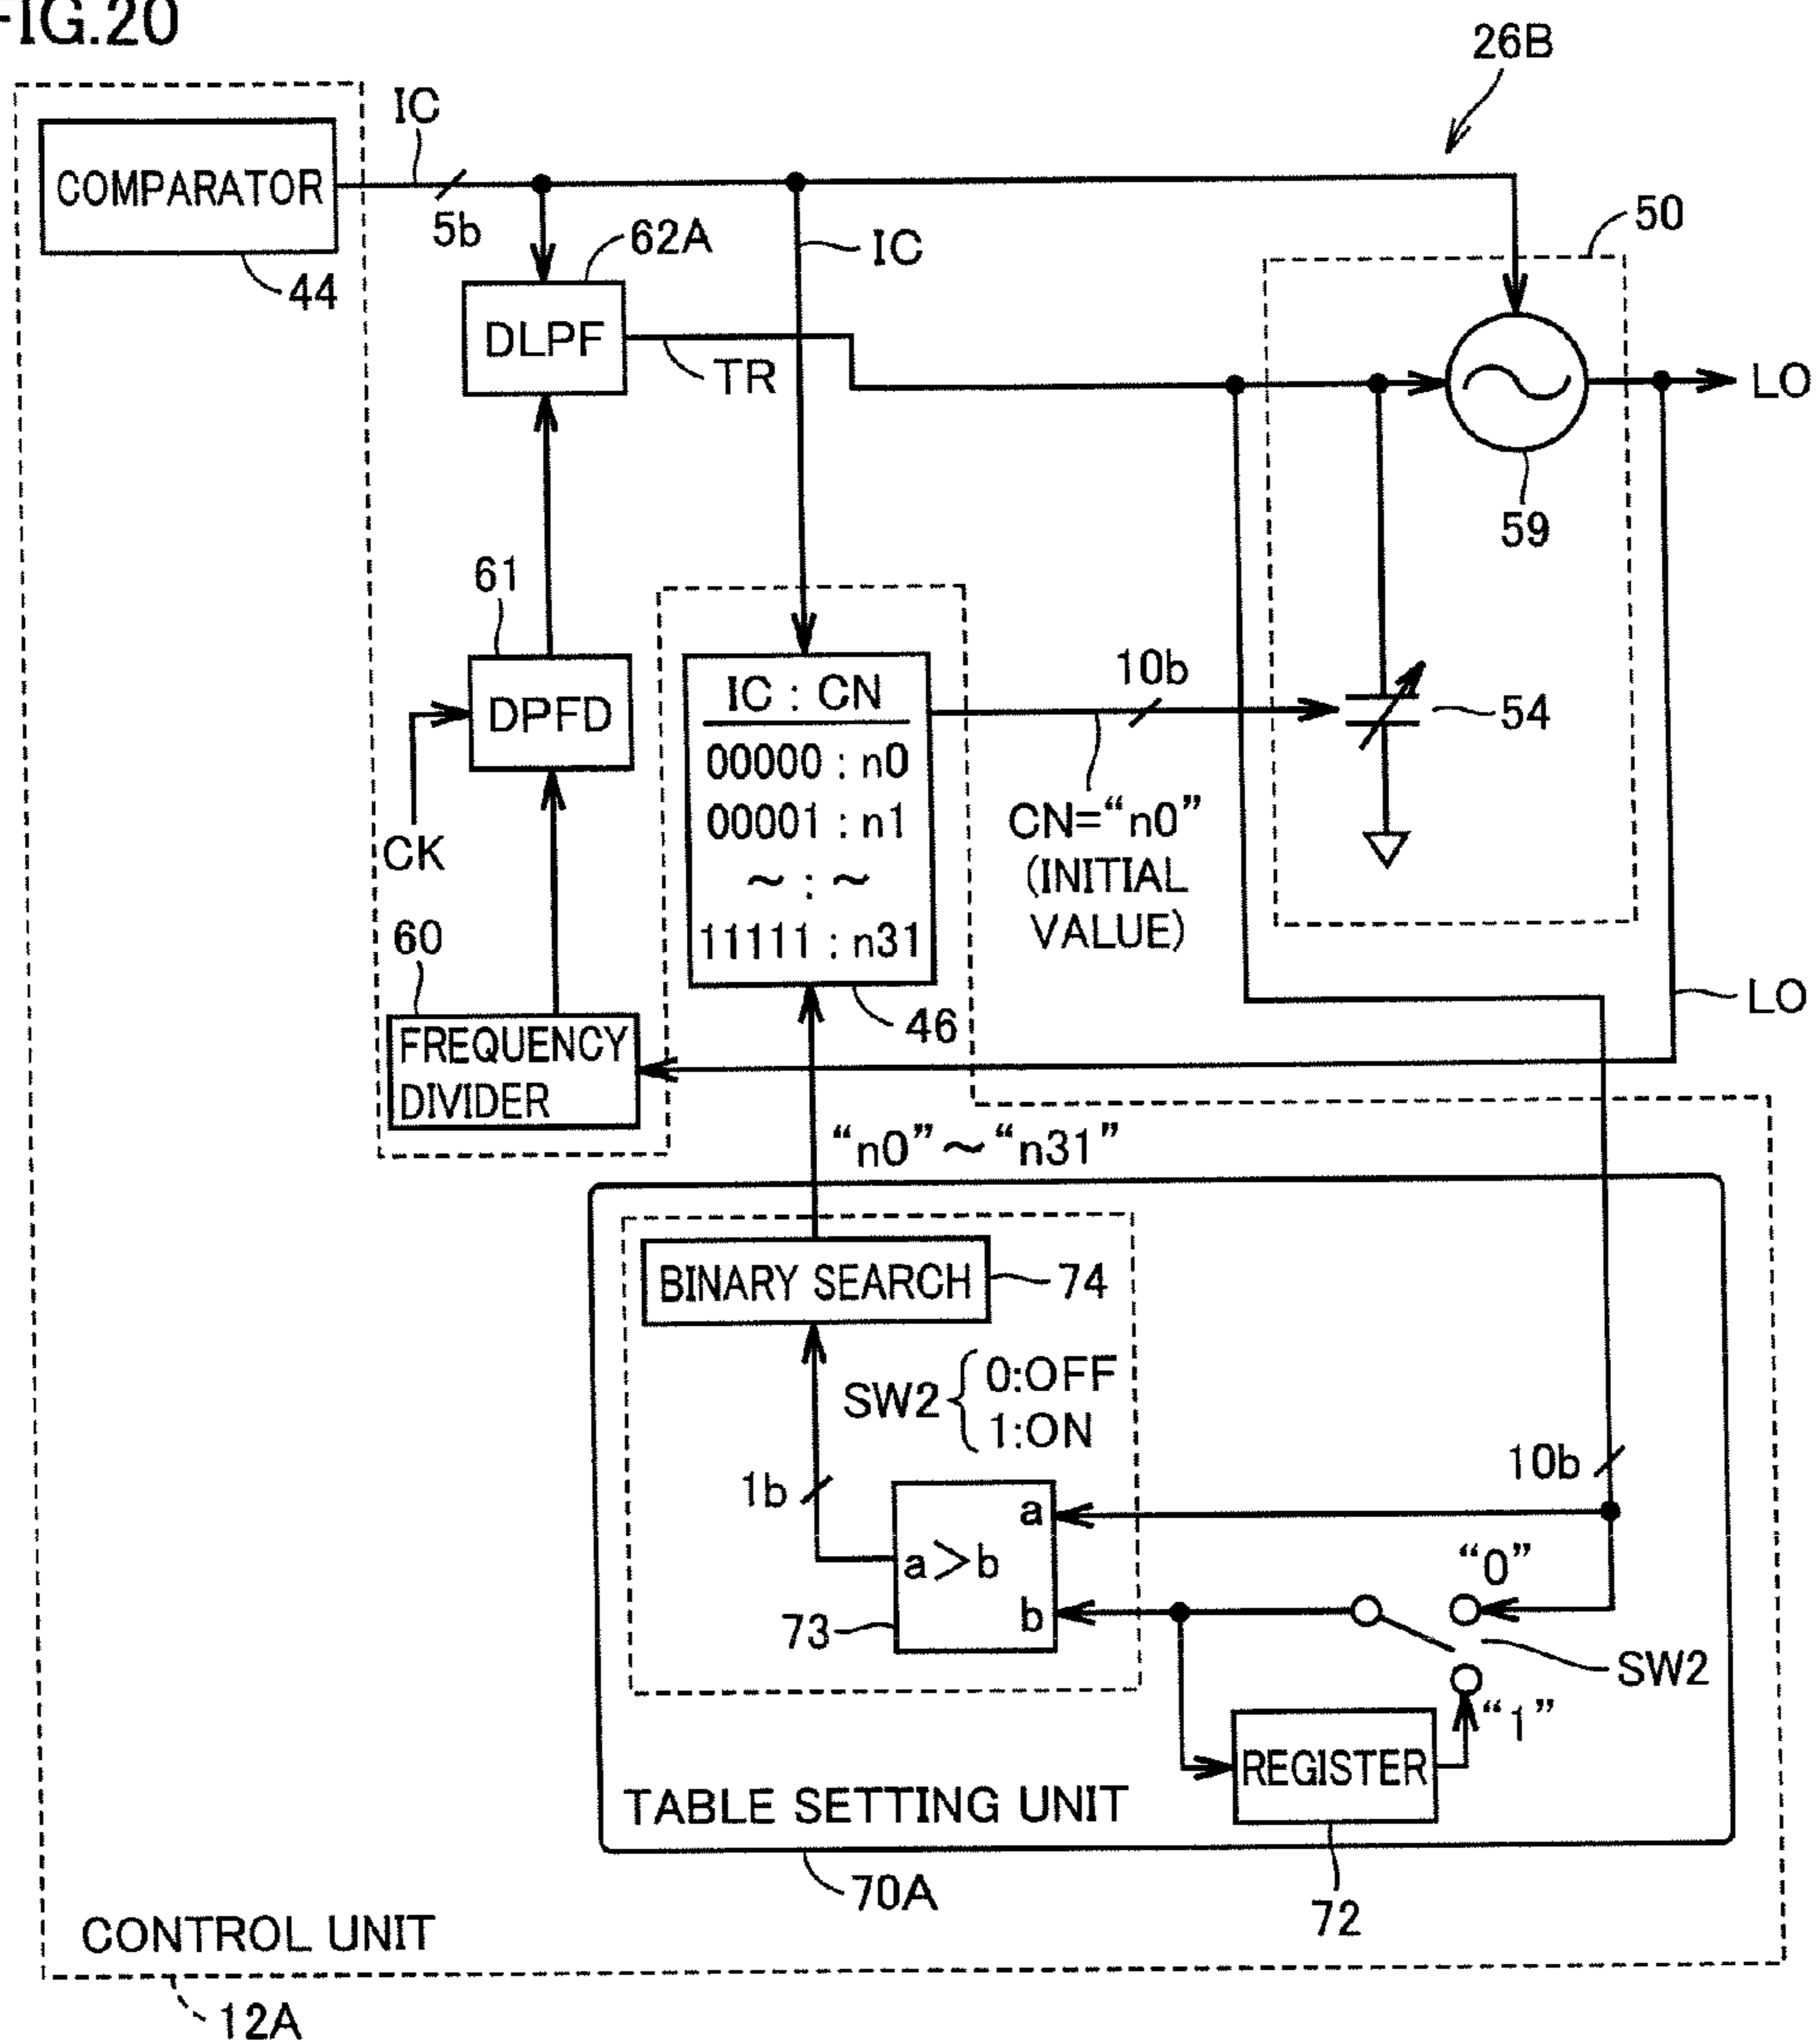 FIG.20
26B
IC
COMPARATOR
5b
44
62A
IC
50
DLPF
TR
LO
59
61
DPFD
CK
IC : CN
00000 : n0
00001 : n1
~ : ~
11111 : n31
10b
54
CN=“n0”
(INITIAL
VALUE)
60
46
LO
FREQUENCY
DIVIDER
“n0”~“n31”
BINARY SEARCH
74
SW2 { 0:OFF
1:ON
1b
10b
a
a>b
b
73
“0”
SW2
“1”
REGISTER
TABLE SETTING UNIT
70A
72
CONTROL UNIT
12A